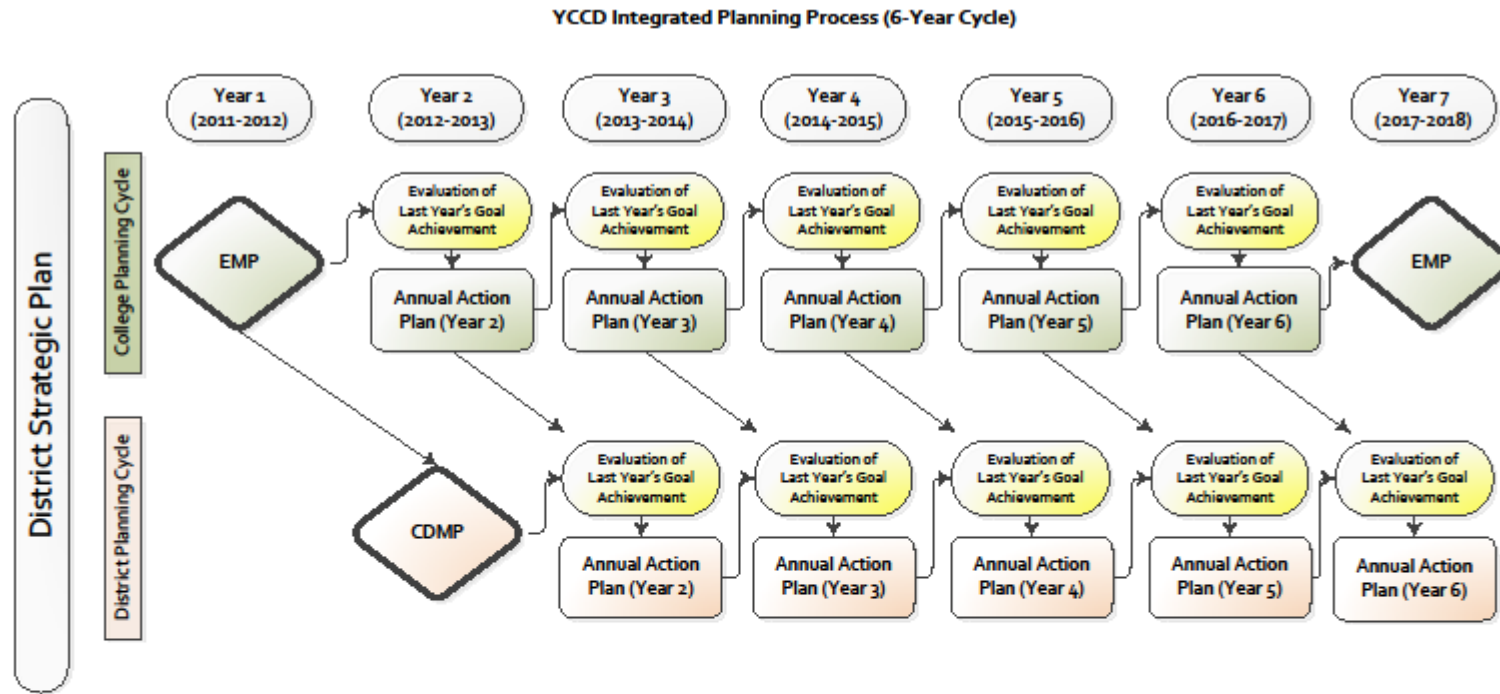 YCCD Integrated Planning Process (6-Year Cycle)
District Strategic Plan
Year 1
(2011-2012)
Year 2
(2012-2013)
Year 3
(2013-2014)
Year 4
(2014-2015)
Year 5
(2015-2016)
Year 6
(2016-2017)
Year 7
(2017-2018)
College Planning Cycle
EMP
Evaluation of
Last Year's Goal
Achievement
Annual Action
Plan (Year 2)
Evaluation of
Last Year's Goal
Achievement
Annual Action
Plan (Year 3)
Evaluation of
Last Year's Goal
Achievement
Annual Action
Plan (Year 4)
Evaluation of
Last Year's Goal
Achievement
Annual Action
Plan (Year 5)
Evaluation of
Last Year's Goal
Achievement
Annual Action
Plan (Year 6)
EMP
District Planning Cycle
CDMP
Evaluation of
Last Year's Goal
Achievement
Annual Action
Plan (Year 2)
Evaluation of
Last Year's Goal
Achievement
Annual Action
Plan (Year 3)
Evaluation of
Last Year's Goal
Achievement
Annual Action
Plan (Year 4)
Evaluation of
Last Year's Goal
Achievement
Annual Action
Plan (Year 5)
Evaluation of
Last Year's Goal
Achievement
Annual Action
Plan (Year 6)